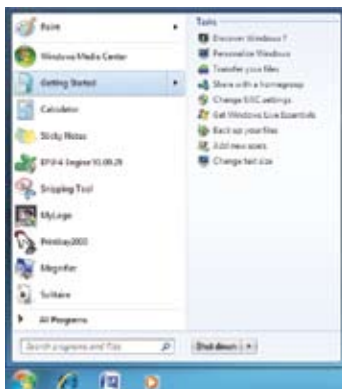 Paint
Windows Media Center
Getting Started
Calculator
Sticky Notes
Snipping Tool
MyLogo
Magnifier
Solitaire
All Programs
Search programs and files
Tasks
Discover Windows 7
Personalize Windows
Transfer your files
Share with a homegroup
Change UAC settings
Get Windows Live Essentials
Back up your files
Add new users
Change text size
Shut down